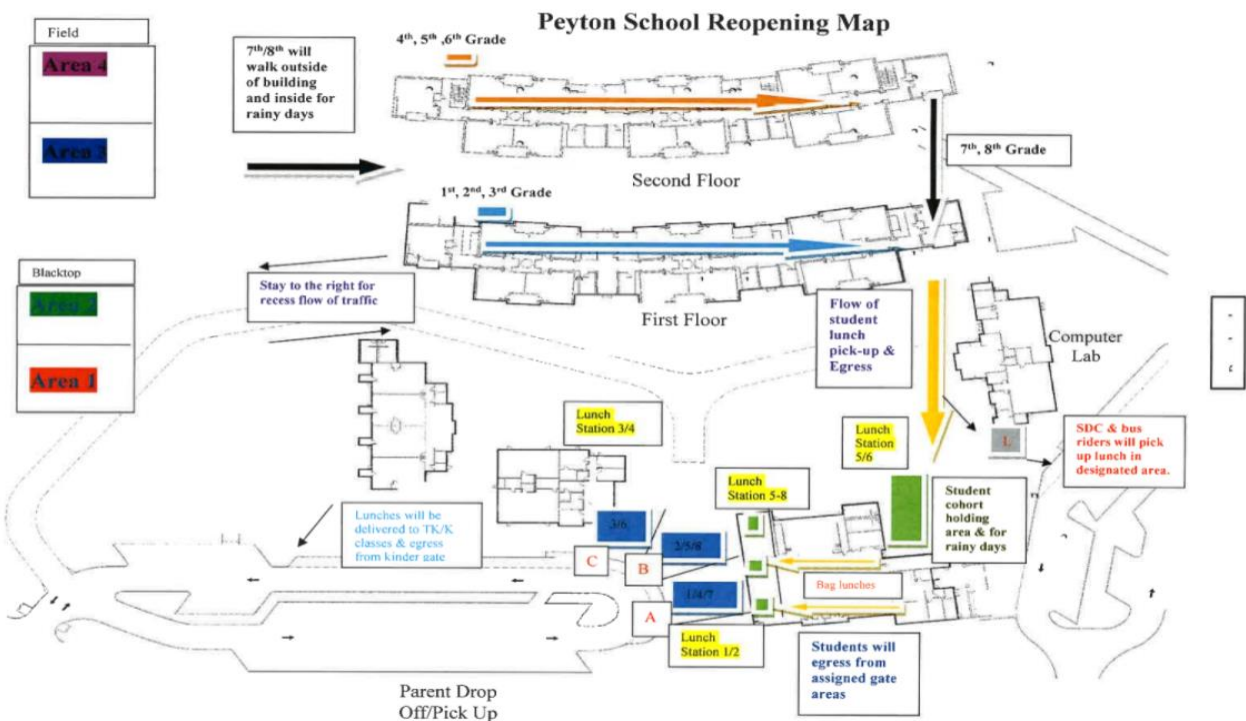 Peyton School Reopening Map
Field
Area 4
Area 3
7th/8th will
walk outside
of building
and inside for
rainy days
4th, 5th ,6th Grade
Second Floor
7th, 8th Grade
1st, 2nd, 3rd Grade
First Floor
Blacktop
Area 2
Area 1
Stay to the right for
recess flow of traffic
Flow of
student
lunch
pick-up &
Egress
Computer
Lab
Lunch
Station 3/4
Lunch
Station
5/6
L
SDC & bus
riders will pick
up lunch in
designated area.
Lunch
Station 5-8
Student
cohort
holding
area & for
rainy days
Lunches will be
delivered to TK/K
classes & egress
from kinder gate
3/6
2/5/8
C
B
Bag lunches
1/4/7
A
Lunch
Station 1/2
Students will
egress from
assigned gate
areas
Parent Drop
Off/Pick Up